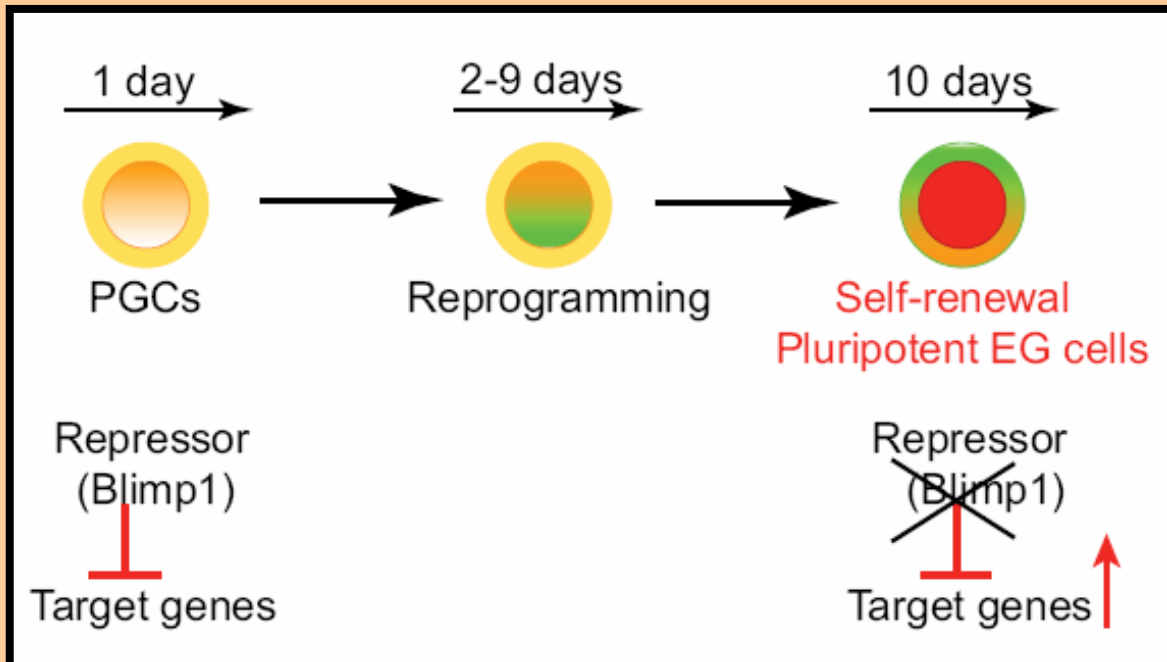 1 day
2-9 days
10 days
PGCs
Reprogramming
Self-renewal
Pluripotent EG cells
Repressor
(Blimp1)
Target genes
Repressor
(Blimp1)
Target genes